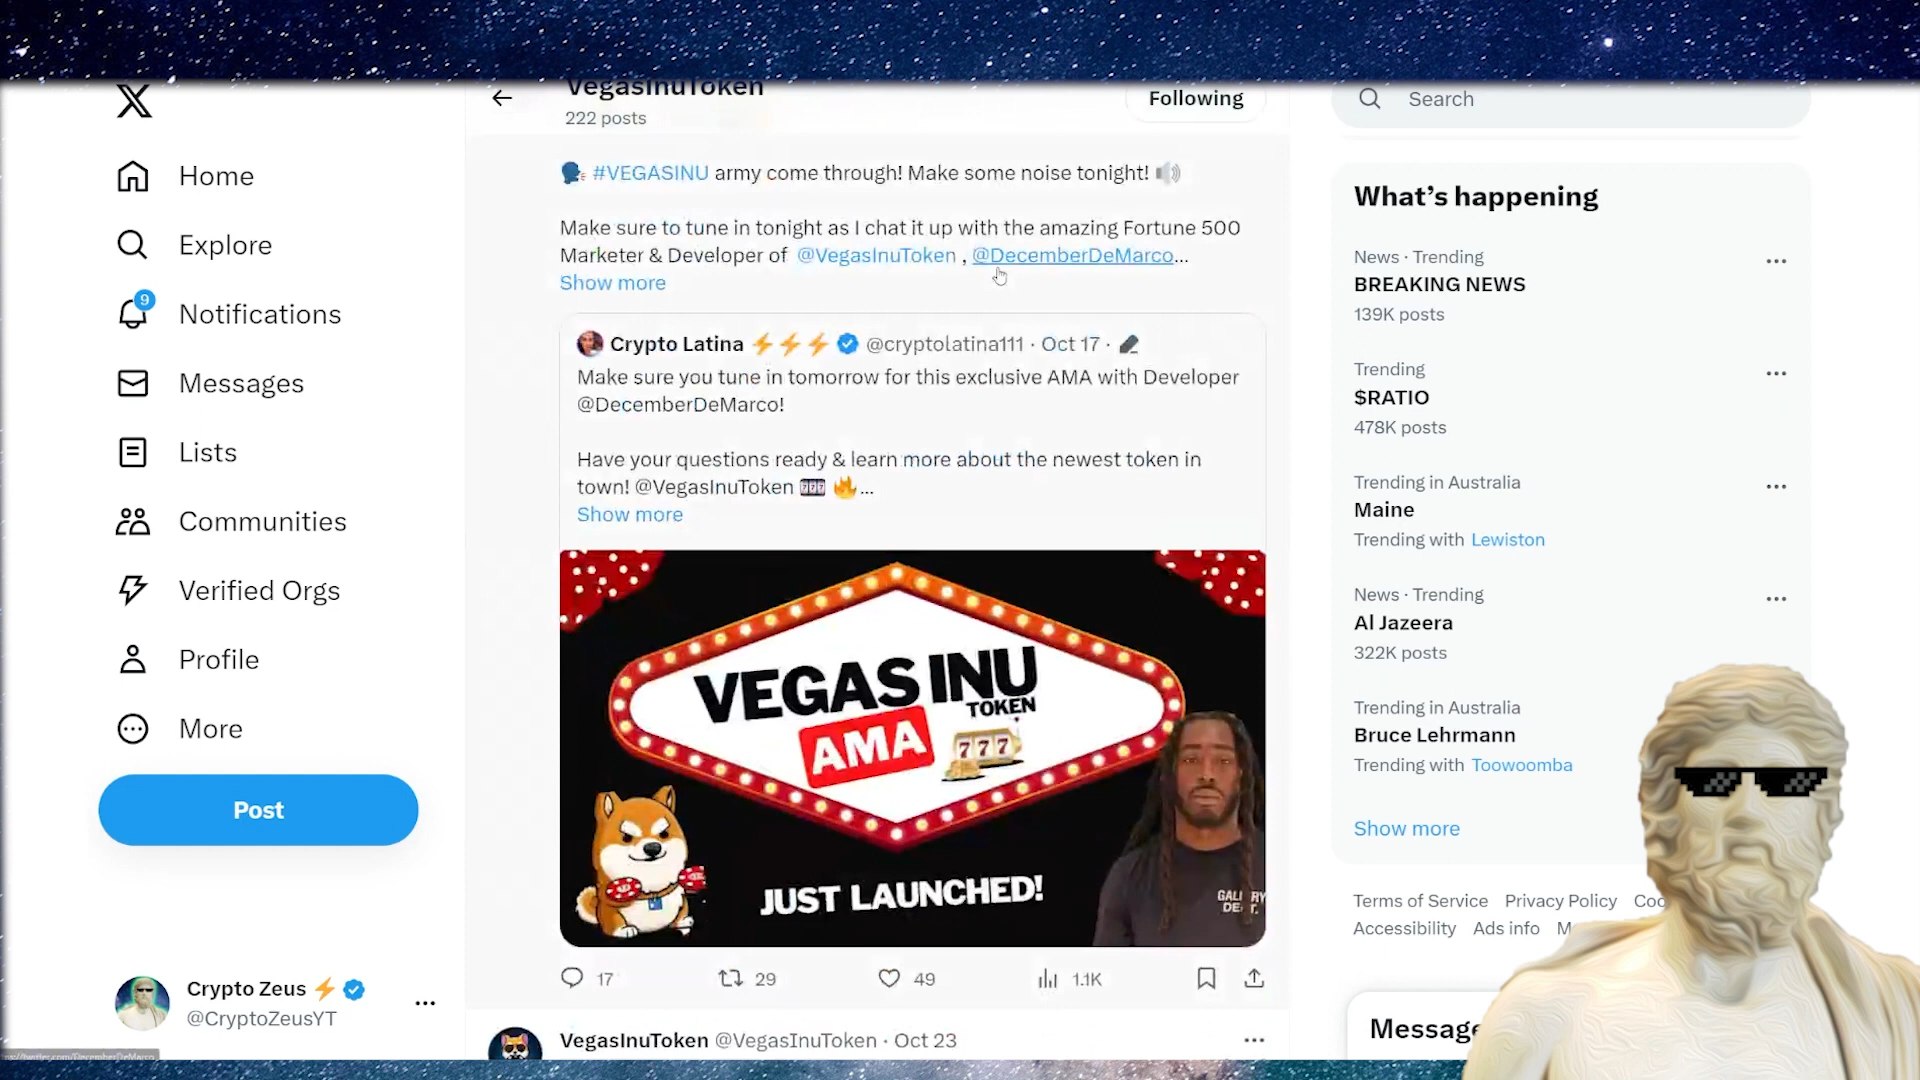 VegasInuToken
222 posts
Following
Search
Home
Explore
9
Notifications
Messages
Lists
Communities
Verified Orgs
Profile
More
Post
Crypto Zeus
@CryptoZeusYT
#VEGASINU army come through! Make some noise tonight!
Make sure to tune in tonight as I chat it up with the amazing Fortune 500
Marketer & Developer of @VegasInuToken , @DecemberDeMarco...
Show more
Crypto Latina @cryptolatina111 · Oct 17 ·
Make sure you tune in tomorrow for this exclusive AMA with Developer
@DecemberDeMarco!
Have your questions ready & learn more about the newest token in
town! @VegasInuToken ...
Show more
VEGAS INU
TOKEN
AMA
777
JUST LAUNCHED!
17
29
49
1.1K
VegasInuToken @VegasInuToken · Oct 23
What's happening
News · Trending
BREAKING NEWS
139K posts
Trending
$RATIO
478K posts
Trending in Australia
Maine
Trending with Lewiston
News · Trending
Al Jazeera
322K posts
Trending in Australia
Bruce Lehrmann
Trending with Toowoomba
Show more
Terms of Service Privacy Policy Coo
Accessibility Ads info M
Message